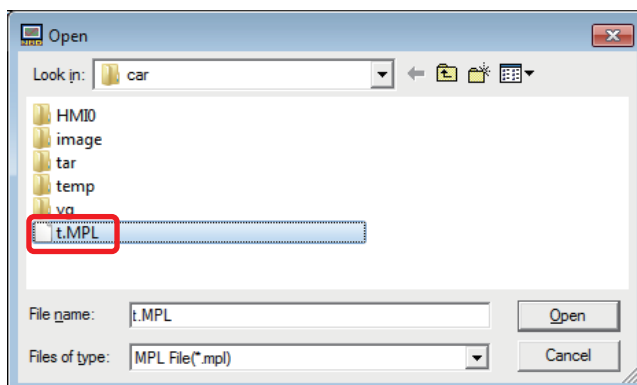 Open
Look in: car
HMI0
image
tar
temp
vg
t.MPL
File name: t.MPL Open
Files of type: MPL File(*.mpl) Cancel